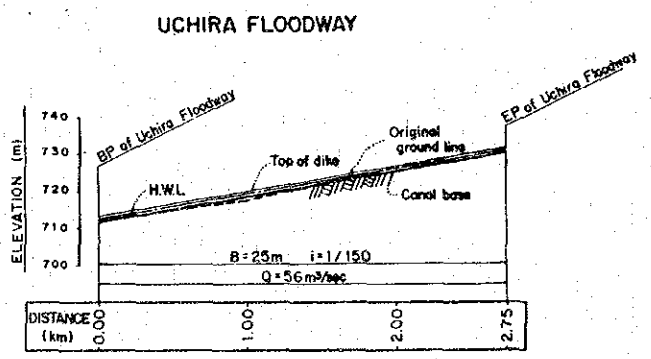 UCHIRA FLOODWAY
ELEVATION (m)
740
730
720
710
700
BP of Uchira Floodway
EP of Uchira Floodway
H.W.L.
Top of dike
Original
ground line
Canal base
B=25m i=1/150
Q=56m³/sec
DISTANCE
(km)
0.00
1.00
2.00
2.75